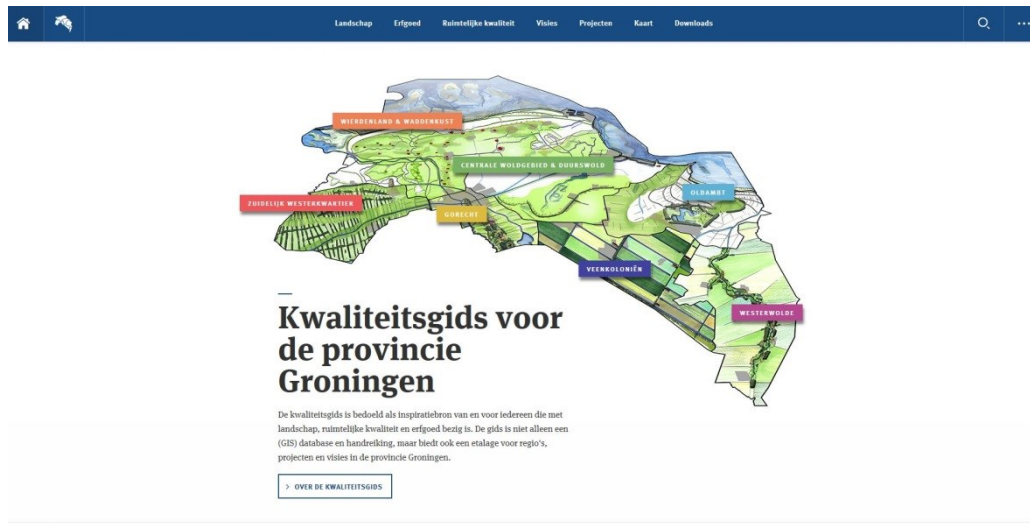 Landschap Erfgoed Ruimtelijke kwaliteit Visies Projecten Kaart Downloads
WIERDENLAND & WADDENKUST
CENTRALE WOLDGEBIED & DUURSWOLD
OLDAMBT
ZUIDELIJK WESTERKWARTIER
GORECHT
VEENKOLONIËN
WESTERWOLDE
Kwaliteitsgids voor
de provincie
Groningen
De kwaliteitsgids is bedoeld als inspiratiebron van en voor iedereen die met
landschap, ruimtelijke kwaliteit en erfgoed bezig is. De gids is niet alleen een
(GIS) database en handreiking, maar biedt ook een etalage voor regio's,
projecten en visies in de provincie Groningen.
> OVER DE KWALITEITSGIDS